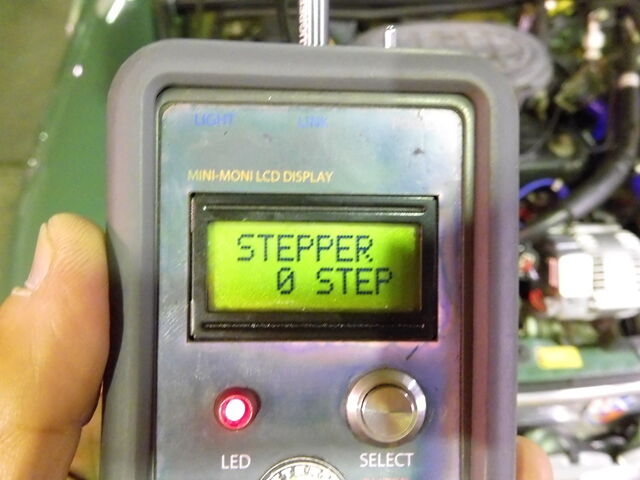 LIGHT LINK
MINI-MONI LCD DISPLAY
STEPPER
0 STEP
LED
SELECT